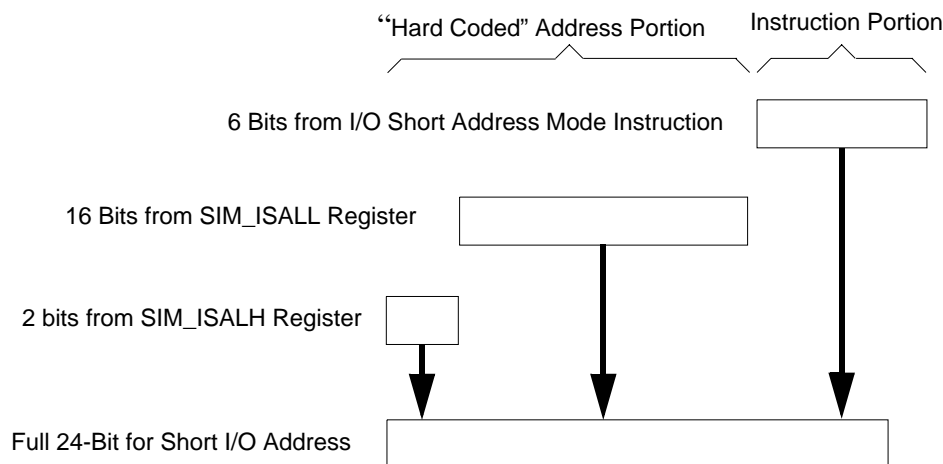 “Hard Coded” Address Portion
Instruction Portion
6 Bits from I/O Short Address Mode Instruction
16 Bits from SIM_ISALL Register
2 bits from SIM_ISALH Register
Full 24-Bit for Short I/O Address